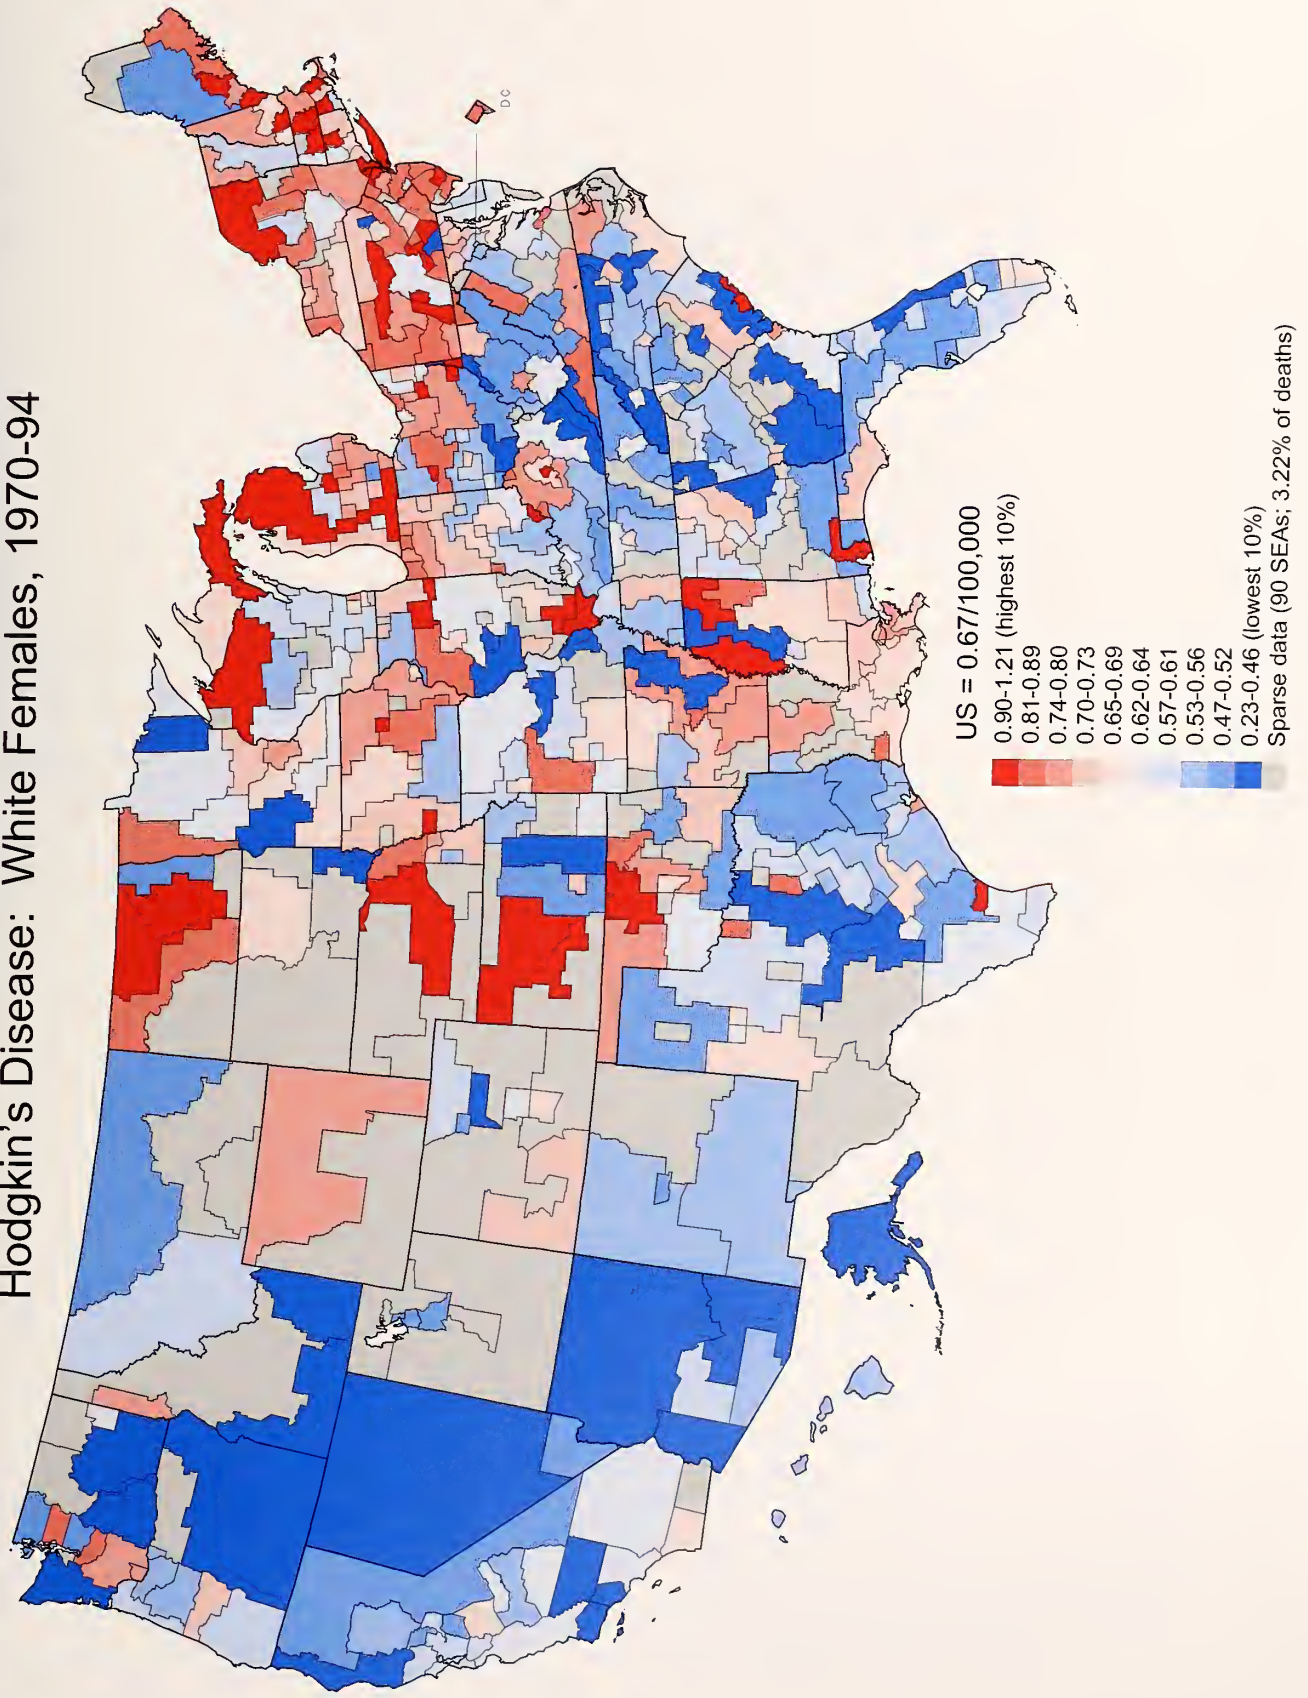 Hodgkin's Disease: White Females, 1970-94
DC
US = 0.67/100,000
0.90-1.21 (highest 10%)
0.81-0.89
0.74-0.80
0.70-0.73
0.65-0.69
0.62-0.64
0.57-0.61
0.53-0.56
0.47-0.52
0.23-0.46 (lowest 10%)
Sparse data (90 SEAs; 3.22% of deaths)